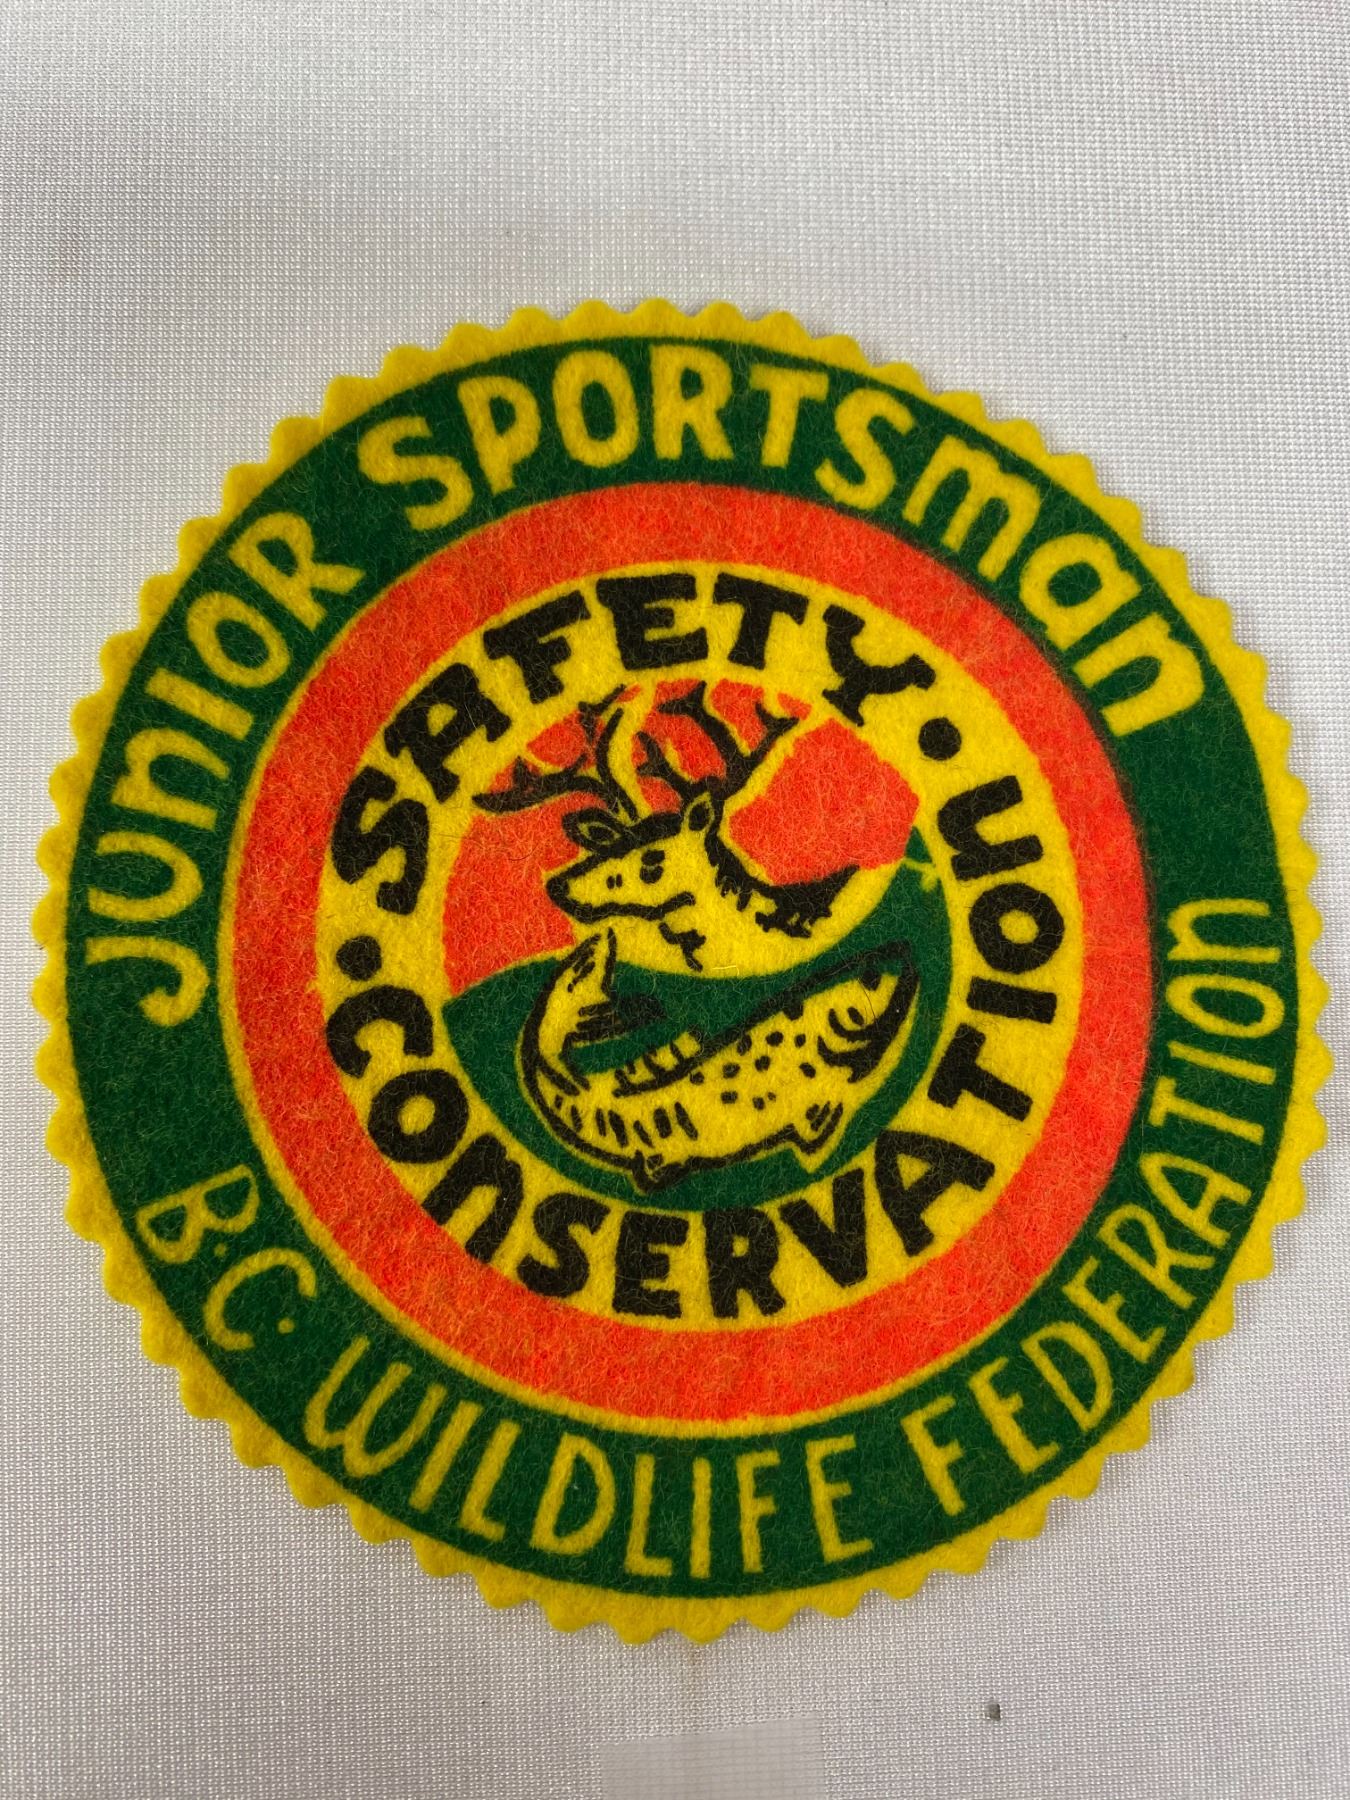 JUNIOR SPORTSMAN
SAFETY • CONSERVATION •
B.C. WILDLIFE FEDERATION